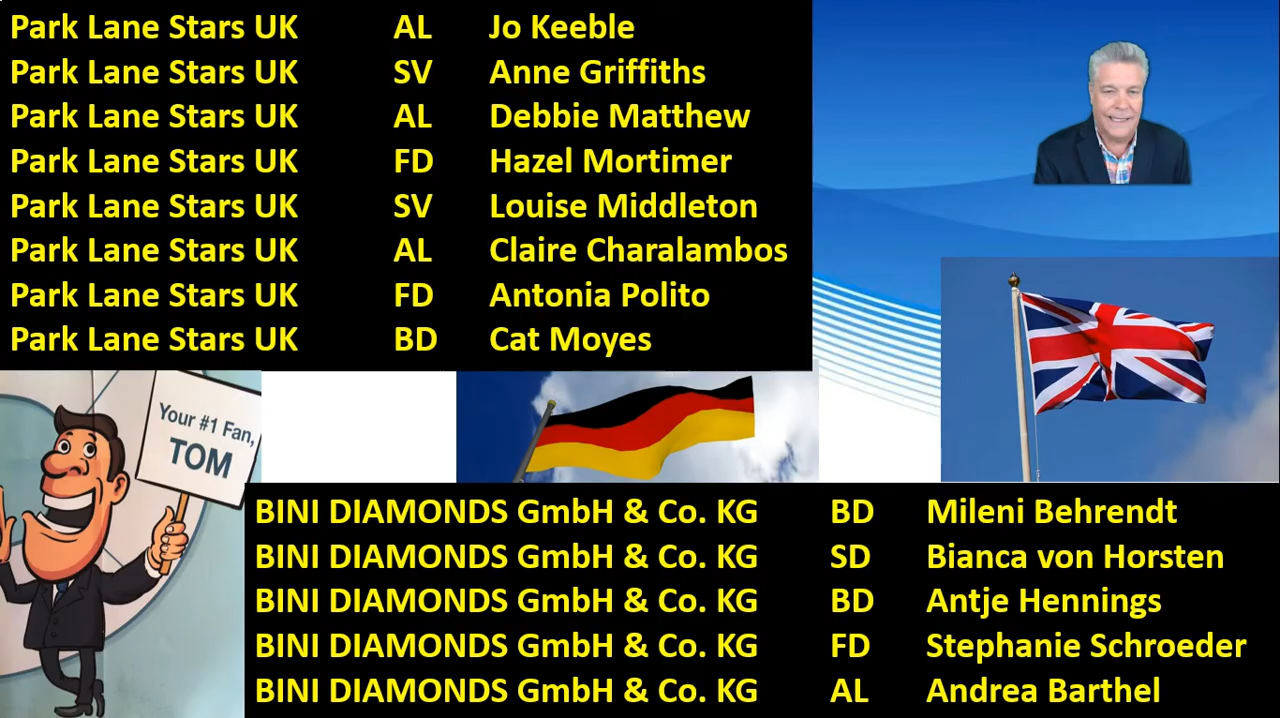 Park Lane Stars UK AL Jo Keeble
Park Lane Stars UK SV Anne Griffiths
Park Lane Stars UK AL Debbie Matthew
Park Lane Stars UK FD Hazel Mortimer
Park Lane Stars UK SV Louise Middleton
Park Lane Stars UK AL Claire Charalambos
Park Lane Stars UK FD Antonia Polito
Park Lane Stars UK BD Cat Moyes
Your #1 Fan,
TOM
BINI DIAMONDS GmbH & Co. KG BD Mileni Behrendt
BINI DIAMONDS GmbH & Co. KG SD Bianca von Horsten
BINI DIAMONDS GmbH & Co. KG BD Antje Hennings
BINI DIAMONDS GmbH & Co. KG FD Stephanie Schroeder
BINI DIAMONDS GmbH & Co. KG AL Andrea Barthel